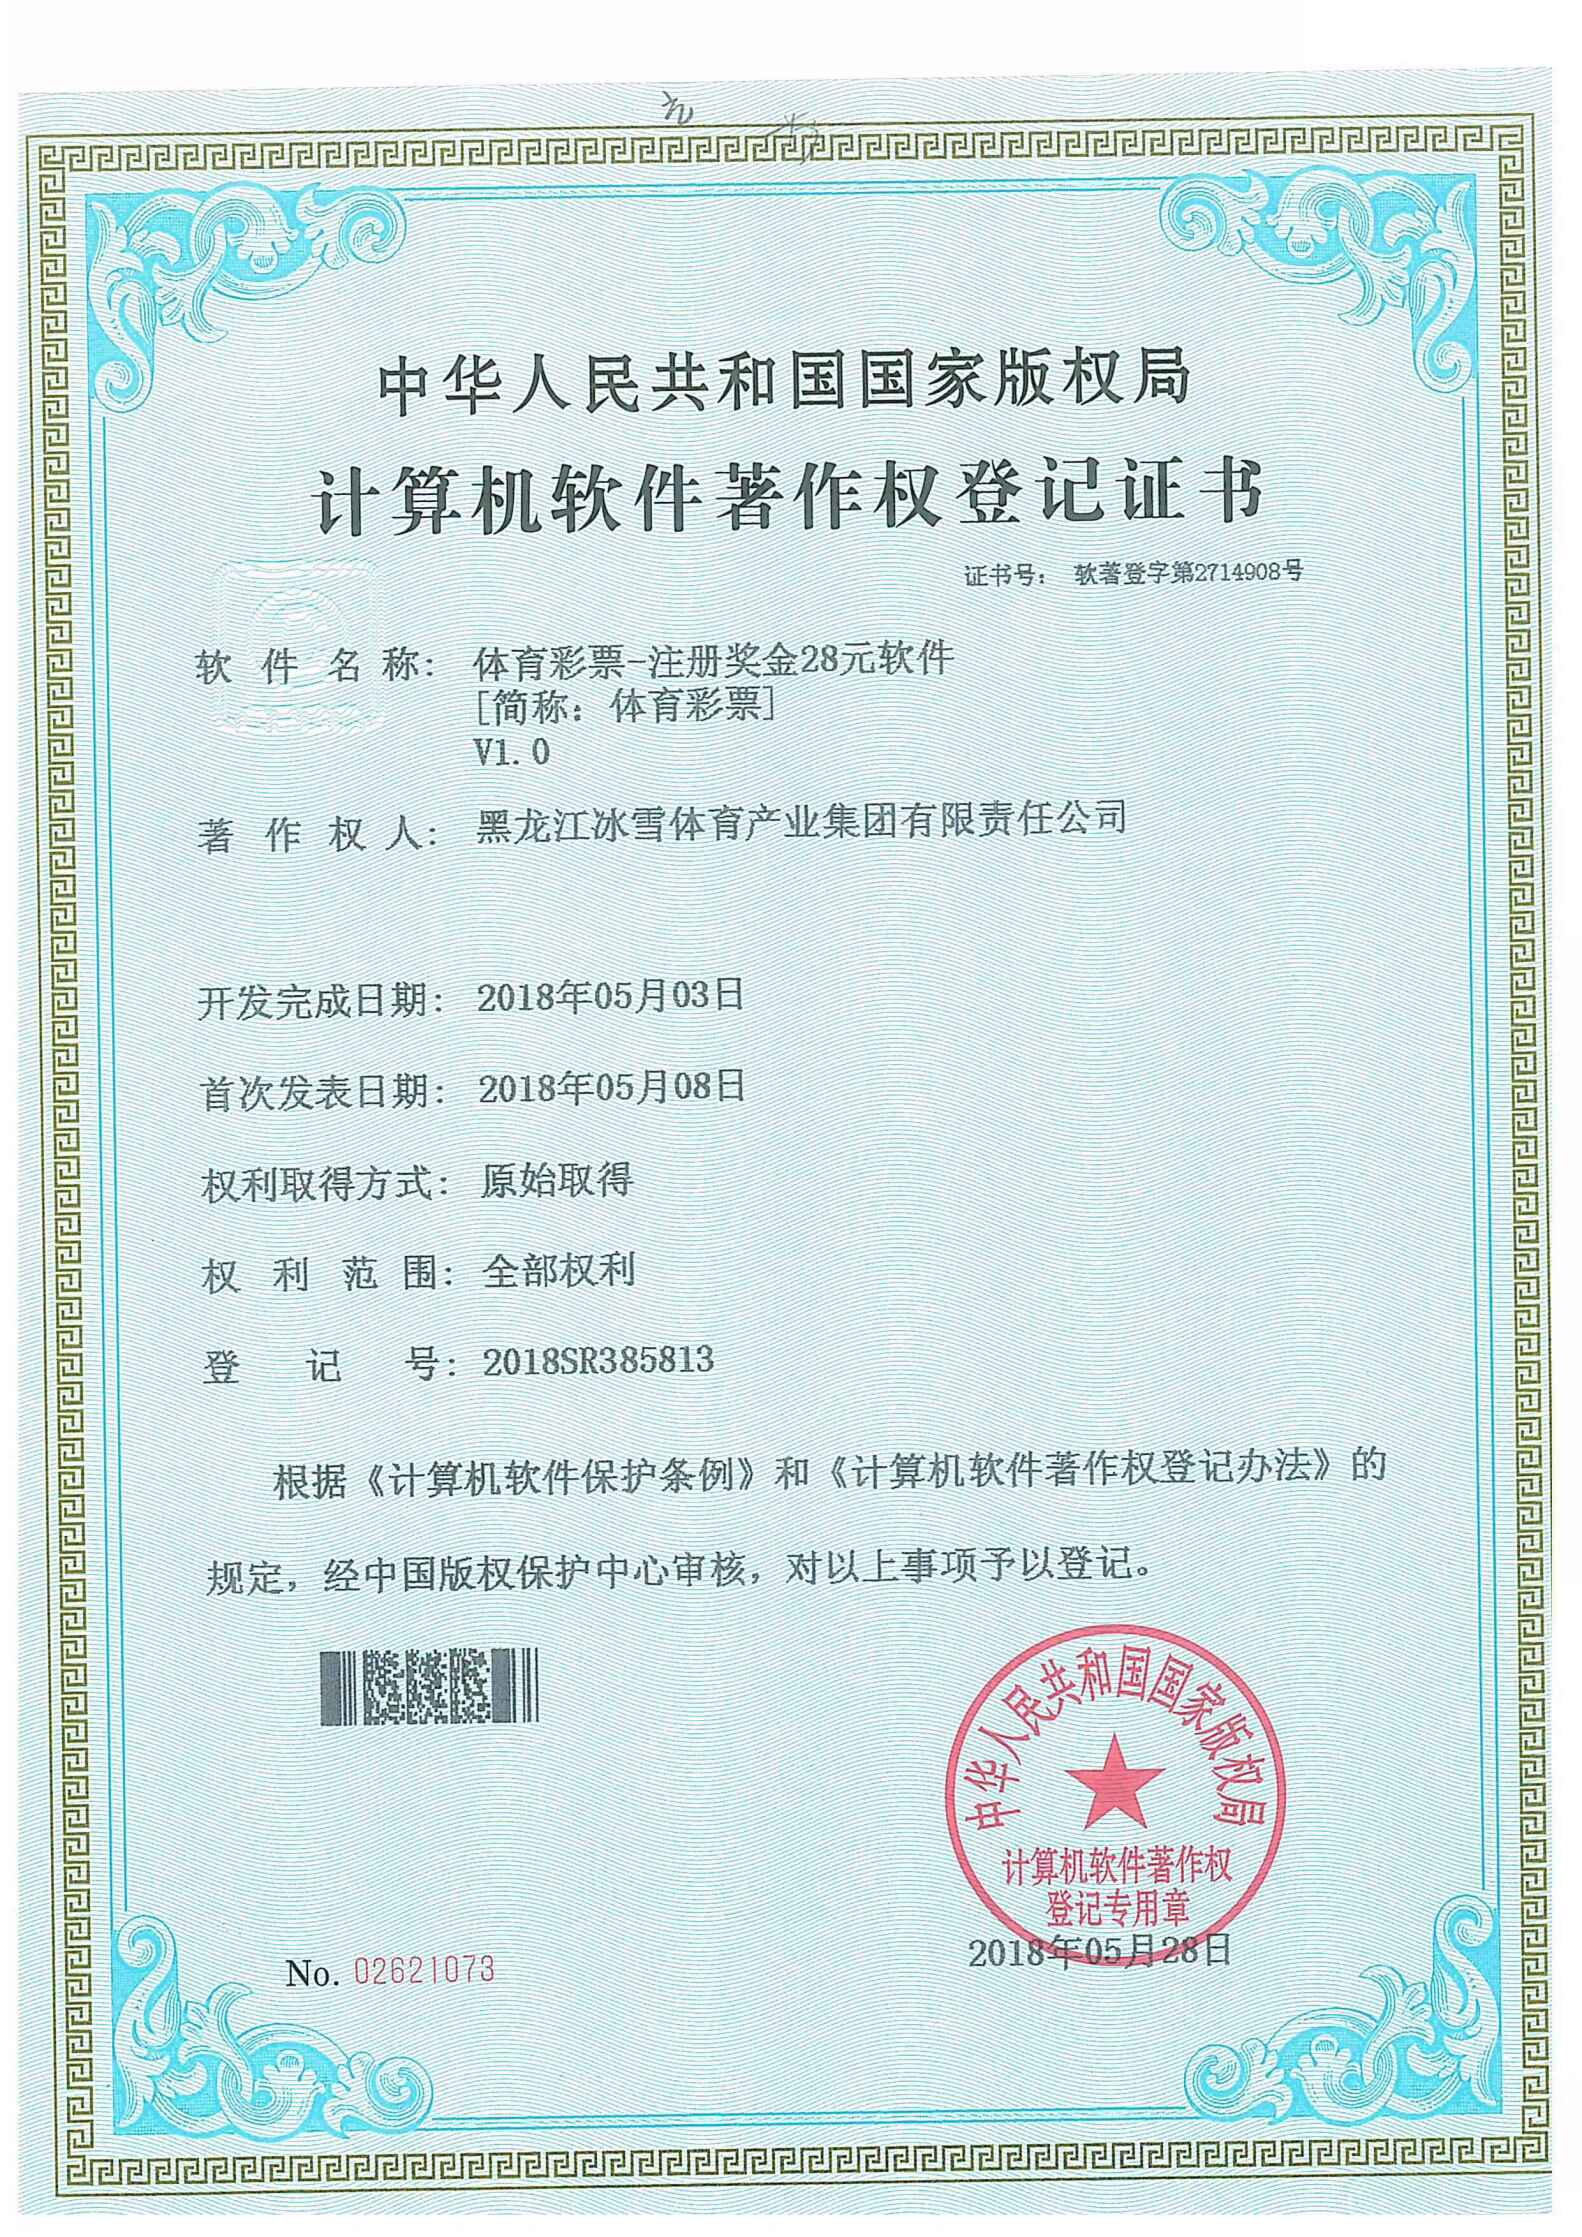 中华人民共和国国家版权局
计算机软件著作权登记证书
证书号： 软著登字第2714908号
软件名称： 体育彩票-注册奖金28元软件
[简称：体育彩票]
V1.0
著作权人： 黑龙江冰雪体育产业集团有限责任公司
开发完成日期： 2018年05月03日
首次发表日期： 2018年05月08日
权利取得方式： 原始取得
权利范围： 全部权利
登记号： 2018SR385813
根据《计算机软件保护条例》和《计算机软件著作权登记办法》的
规定，经中国版权保护中心审核，对以上事项予以登记。
中华人民共和国国家版权局
计算机软件著作权
登记专用章
2018年05月28日
No. 02621073